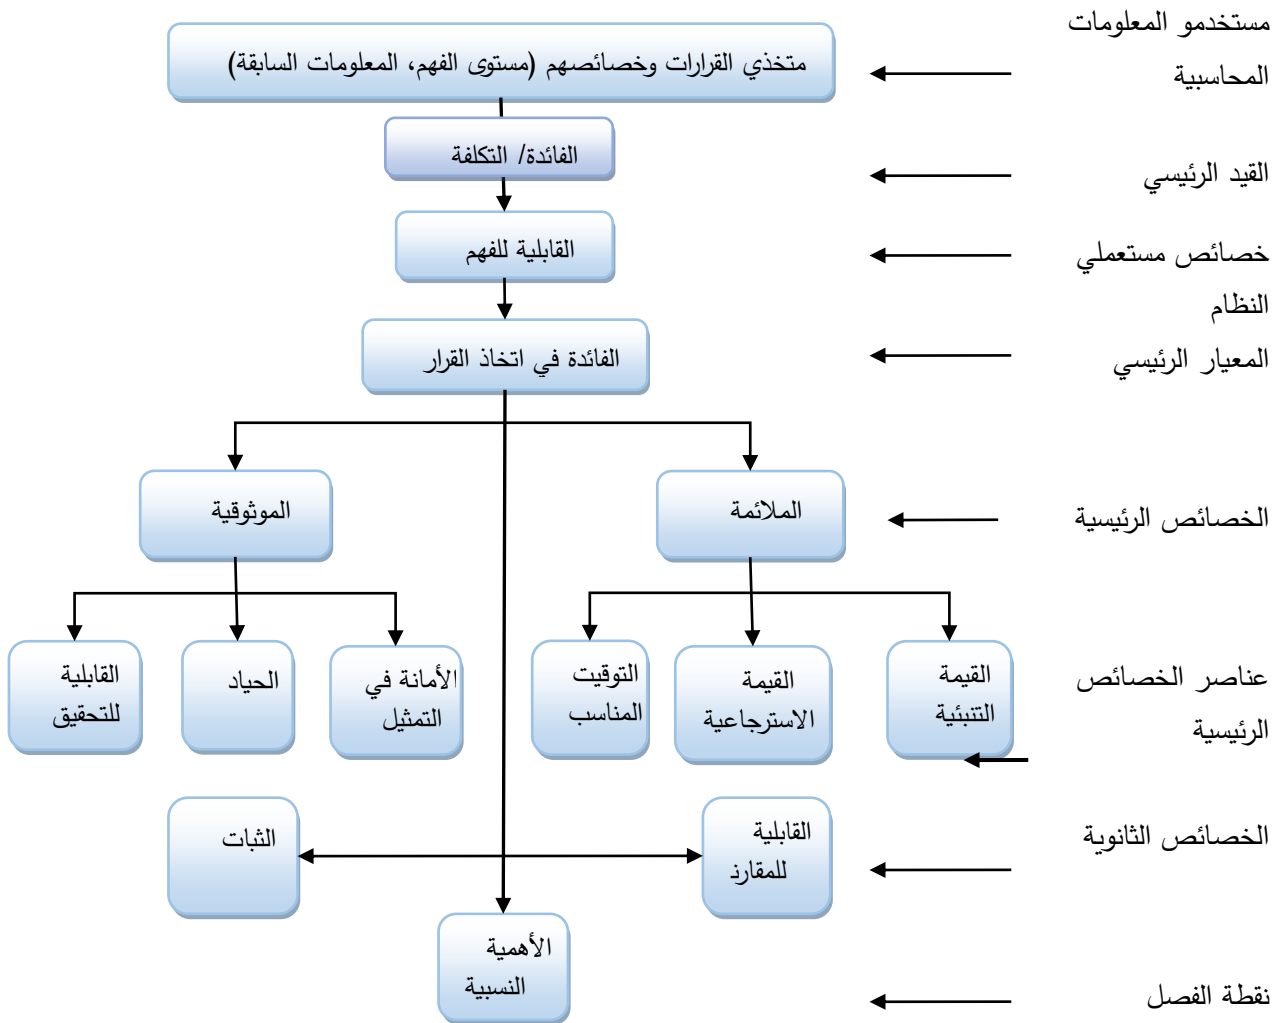 مستخدمو المعلومات
المحاسبية
متخذي القرارات وخصائصهم (مستوى الفهم، المعلومات السابقة)
القيد الرئيسي
الفائدة/ التكلفة
خصائص مستعملي
النظام
القابلية للفهم
المعيار الرئيسي
الفائدة في اتخاذ القرار
الخصائص الرئيسية
الملائمة
الموثوقية
عناصر الخصائص
الرئيسية
القيمة
التنبئية
القيمة
الاسترجاعية
التوقيت
المناسب
الأمانة في
التمثيل
الحياد
القابلية
للتحقيق
الخصائص الثانوية
القابلية
للمقارنة
الثبات
نقطة الفصل
الأهمية
النسبية